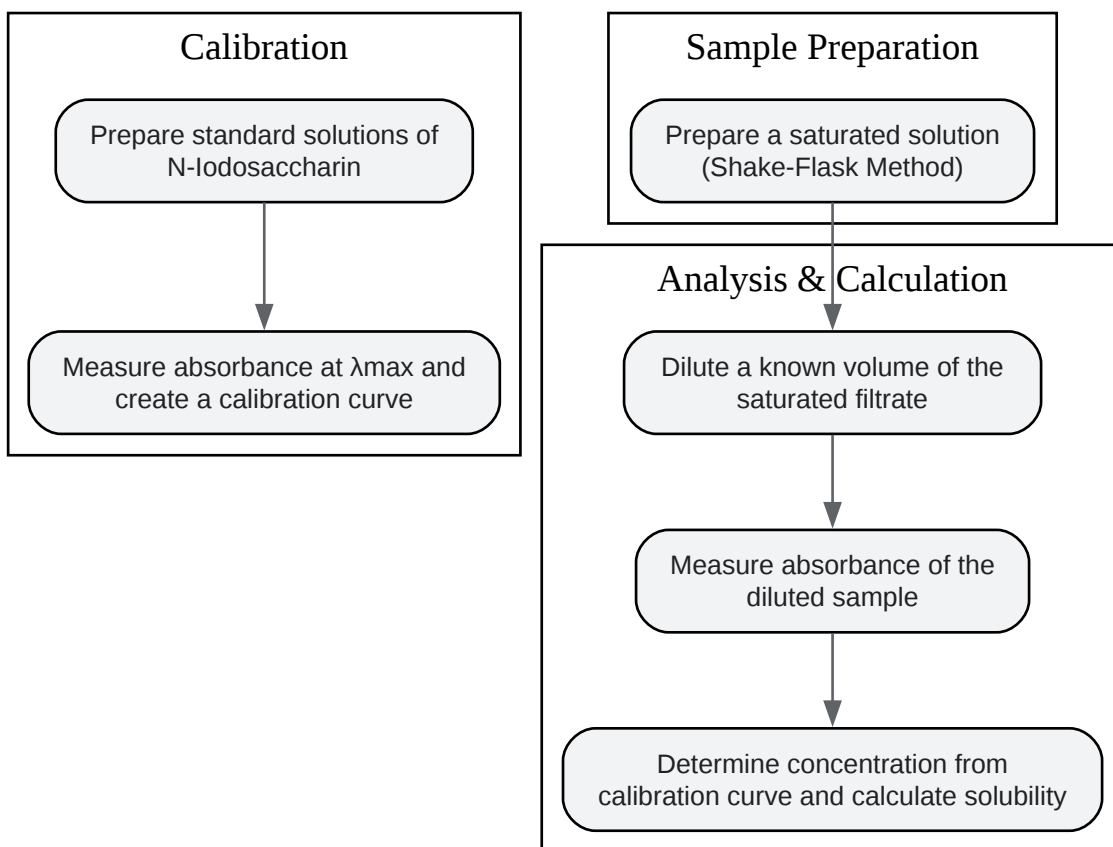 Calibration
Prepare standard solutions of
N-Iodosaccharin
Measure absorbance at λmax and
create a calibration curve
Sample Preparation
Prepare a saturated solution
(Shake-Flask Method)
Analysis & Calculation
Dilute a known volume of the
saturated filtrate
Measure absorbance of the
diluted sample
Determine concentration from
calibration curve and calculate solubility